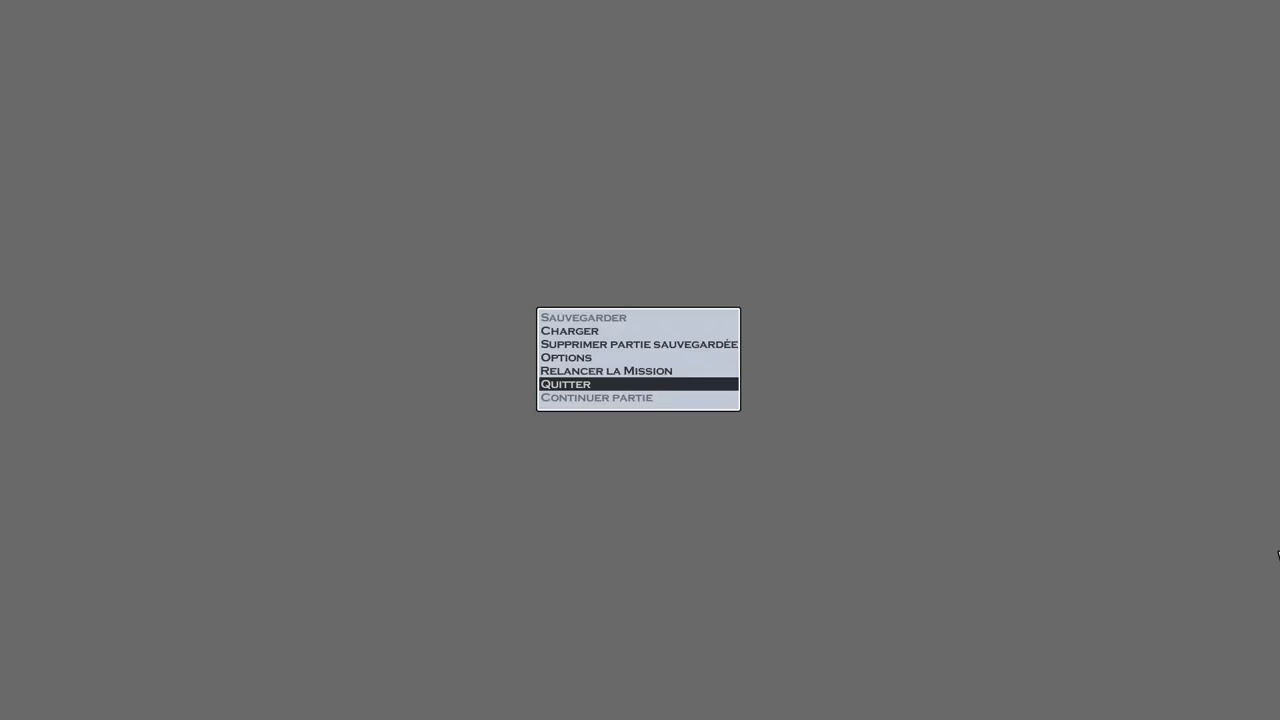 Sauvegarder
Charger
Supprimer partie sauvegardée
Options
Relancer la Mission
Quitter
Continuer partie